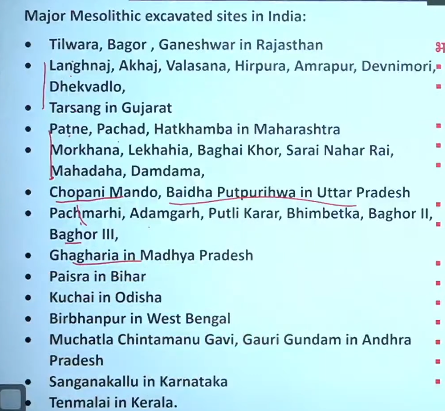 Major Mesolithic excavated sites in India:
• Tilwara, Bagor , Ganeshwar in Rajasthan
• Langhnaj, Akhaj, Valasana, Hirpura, Amrapur, Devnimori,
Dhekvadlo,
• Tarsang in Gujarat
• Patne, Pachad, Hatkhamba in Maharashtra
• Morkhana, Lekhahia, Baghai Khor, Sarai Nahar Rai,
Mahadaha, Damdama,
• Chopani Mando, Baidha Putpurihwa in Uttar Pradesh
• Pachmarhi, Adamgarh, Putli Karar, Bhimbetka, Baghor II,
Baghor III,
• Ghagharia in Madhya Pradesh
• Paisra in Bihar
• Kuchai in Odisha
• Birbhanpur in West Bengal
• Muchatla Chintamanu Gavi, Gauri Gundam in Andhra
Pradesh
• Sanganakallu in Karnataka
• Tenmalai in Kerala.